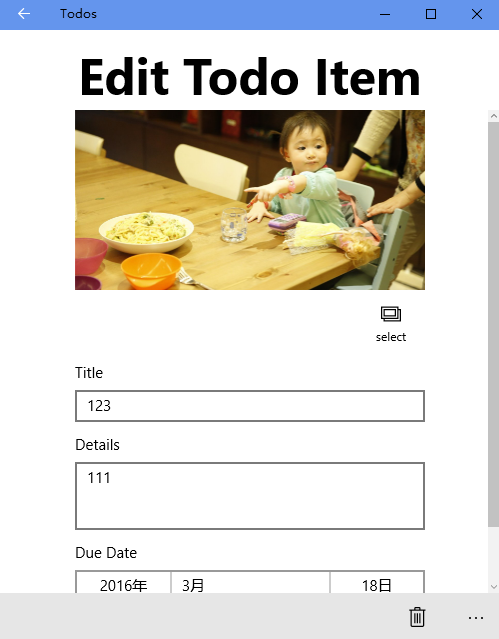 Todos
Edit Todo Item
select
Title
123
Details
111
Due Date
2016年 3月 18日